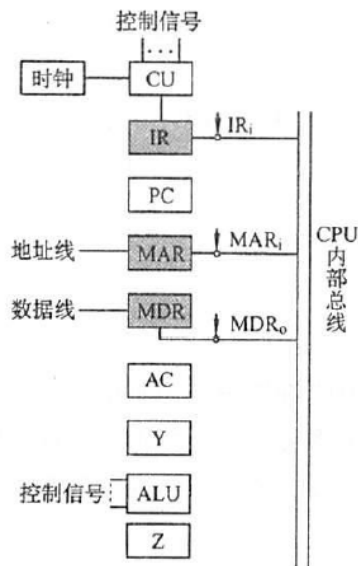 控制信号
···
时钟
CU
IR
IRi
PC
地址线
MAR
MARi
CPU
内
部
总
线
数据线
MDR
MDRo
AC
Y
控制信号
ALU
Z